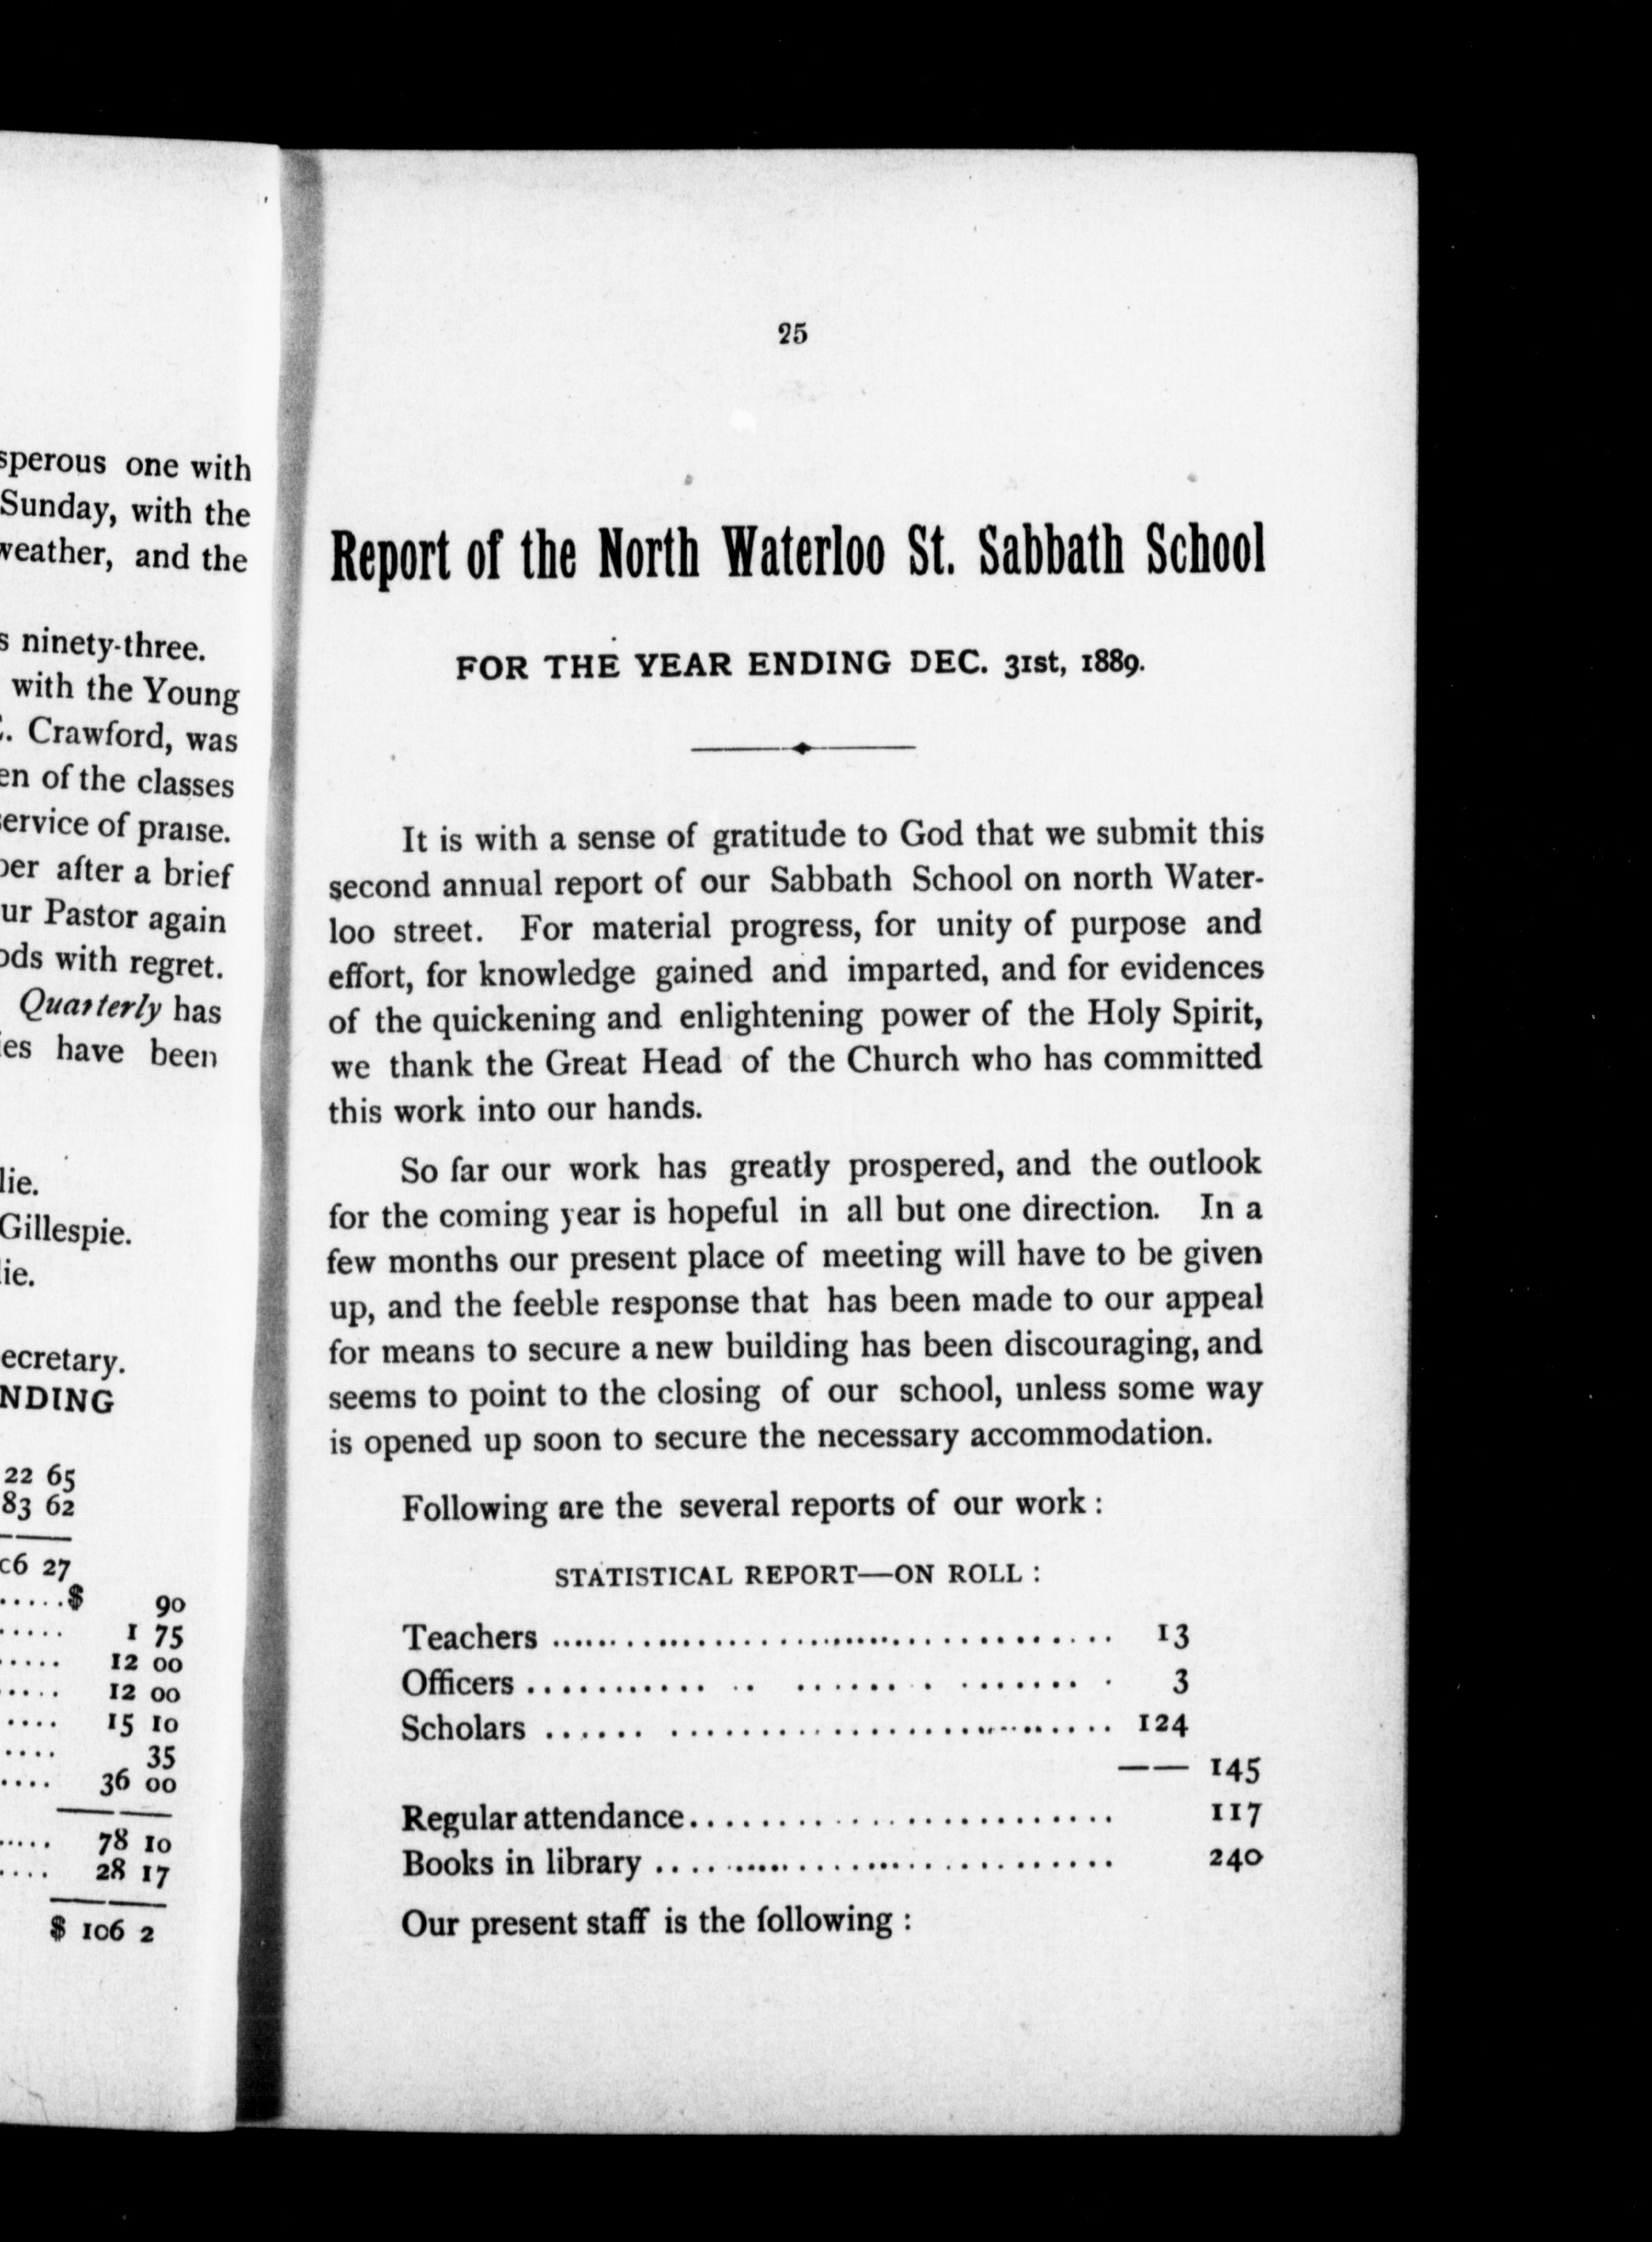 sperous one with
Sunday, with the
weather, and the
s ninety-three.
with the Young
C. Crawford, was
en of the classes
service of praise.
ber after a brief
ur Pastor again
ods with regret.
Quarterly has
ies have been
lie.
Gillespie.
lie.
ecretary.
NDING
22 65
83 62
c6 27
.....$ 90
..... 1 75
..... 12 00
..... 12 00
.... 15 10
.... 35
.... 36 00
..... 78 10
.... 28 17
$ 106 2
25
Report of the North Waterloo St. Sabbath School
FOR THE YEAR ENDING DEC. 31st, 1889.
It is with a sense of gratitude to God that we submit this
second annual report of our Sabbath School on north Water-
loo street. For material progress, for unity of purpose and
effort, for knowledge gained and imparted, and for evidences
of the quickening and enlightening power of the Holy Spirit,
we thank the Great Head of the Church who has committed
this work into our hands.
So far our work has greatly prospered, and the outlook
for the coming year is hopeful in all but one direction. In a
few months our present place of meeting will have to be given
up, and the feeble response that has been made to our appeal
for means to secure a new building has been discouraging, and
seems to point to the closing of our school, unless some way
is opened up soon to secure the necessary accommodation.
Following are the several reports of our work :
STATISTICAL REPORT—ON ROLL :
Teachers ........................................ 13
Officers ........................................ 3
Scholars ........................................ 124
—— 145
Regular attendance........................ 117
Books in library ........................... 240
Our present staff is the following :